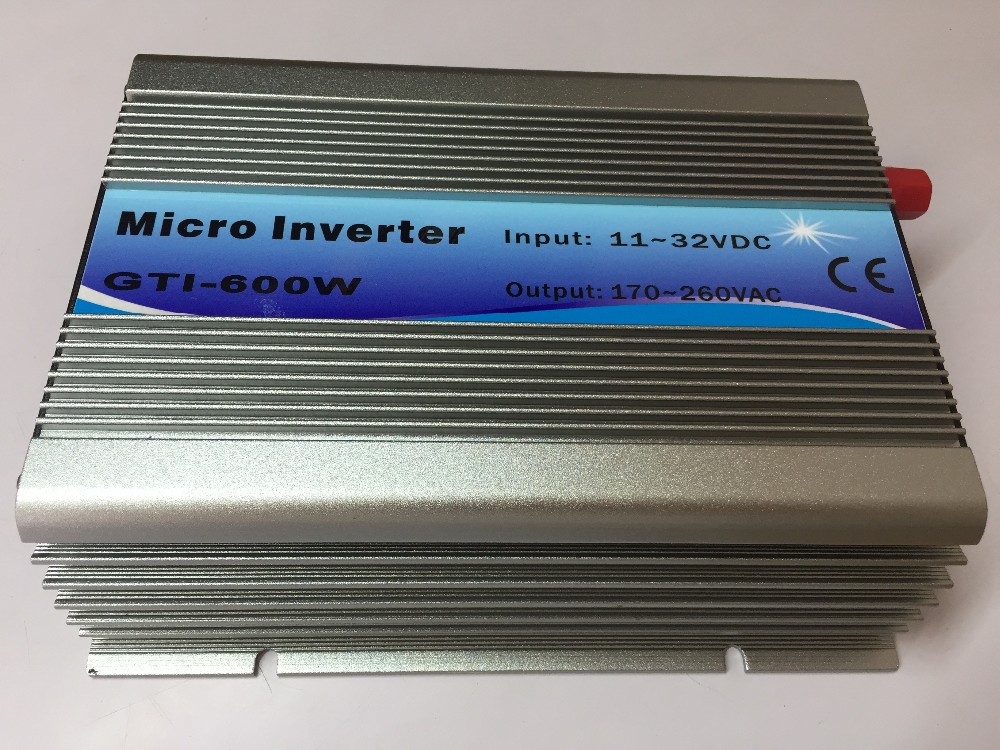 Micro Inverter
GTI-600W
Input: 11~32VDC
Output: 170~260VAC
CE